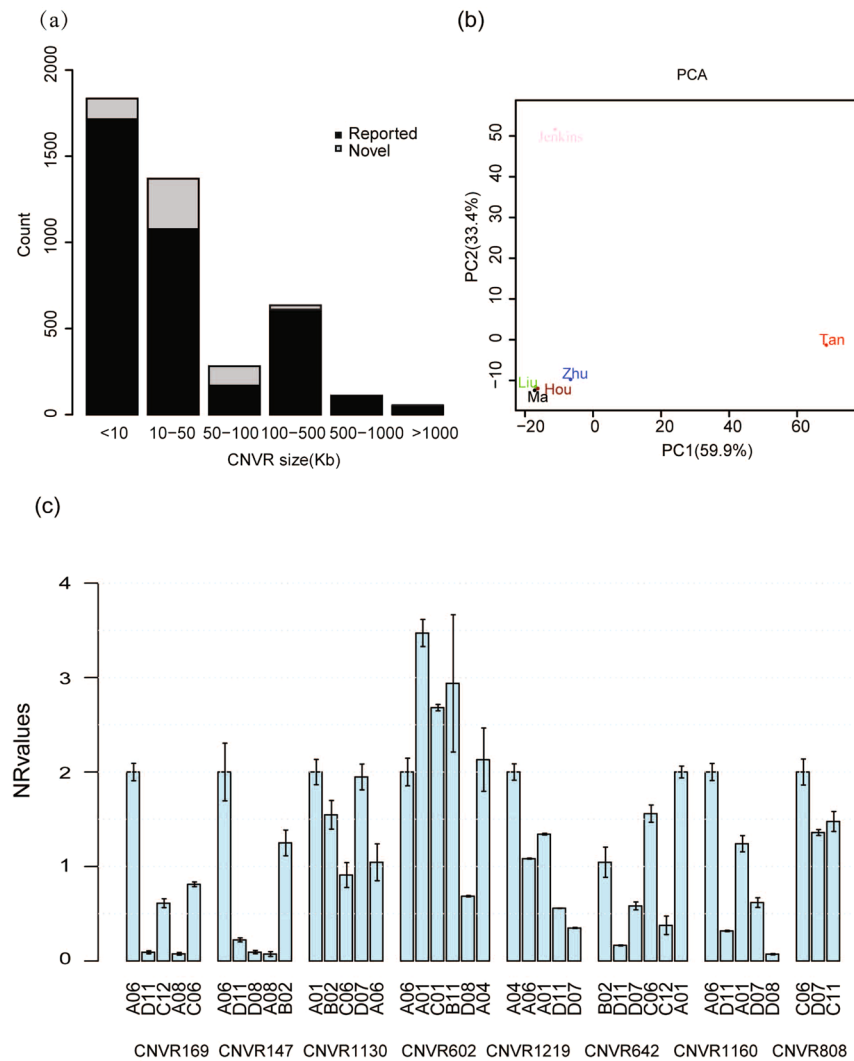 (a)
2000
1500
1000
500
0
Count
Reported
Novel
<10 10−50 50−100 100−500 500−1000 >1000
CNVR size(Kb)
(b)
PCA
50
40
30
20
10
0
−10
PC2(33.4%)
Jenkins
Tan
Zhu
Liu
Hou
Ma
−20 0 20 40 60
PC1(59.9%)
(c)
4
3
2
1
0
NRvalues
A06 D11 C12 A08 C06
A06 D11 D08 A08 B02
A01 B02 C06 D07 A06
A06 A01 C01 B11 D08 A04
A04 A06 A01 D11 D07
B02 D11 D07 C06 C12 A01
A06 D11 A01 D07 D08
C06 D07 C11
CNVR169 CNVR147 CNVR1130 CNVR602 CNVR1219 CNVR642 CNVR1160 CNVR808